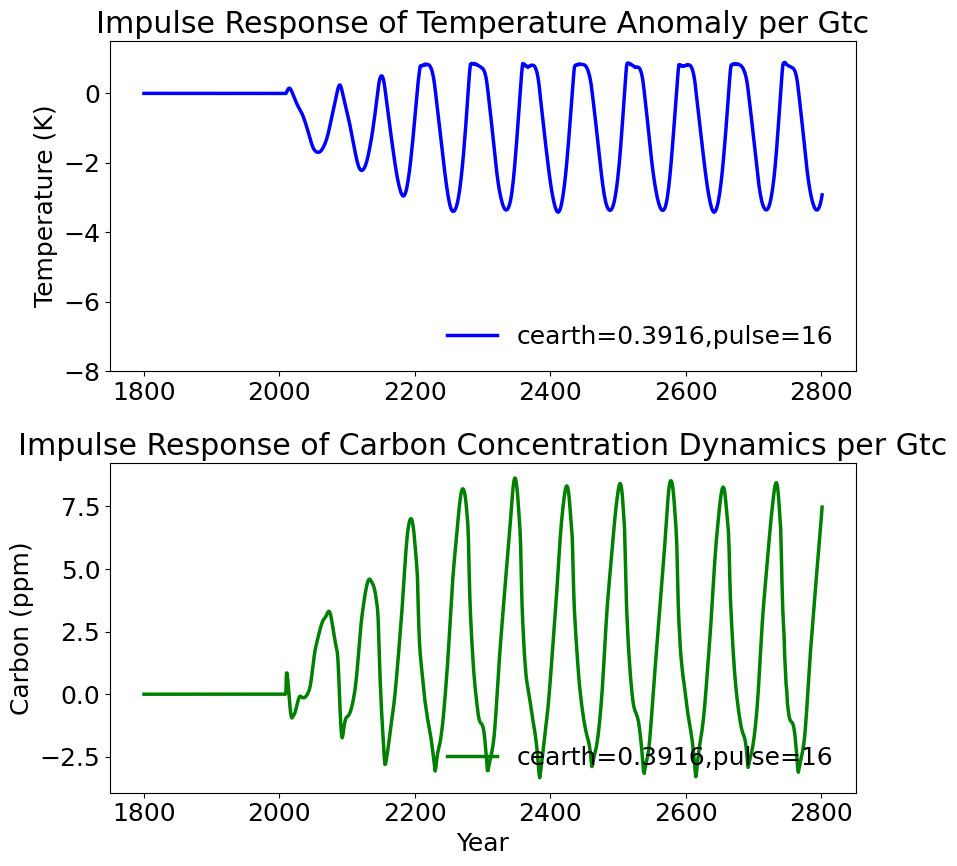 Impulse Response of Temperature Anomaly per Gtc
Temperature (K)
0
−2
−4
−6
−8
cearth=0.3916,pulse=16
1800 2000 2200 2400 2600 2800
Impulse Response of Carbon Concentration Dynamics per Gtc
Carbon (ppm)
7.5
5.0
2.5
0.0
−2.5
cearth=0.3916,pulse=16
1800 2000 2200 2400 2600 2800
Year